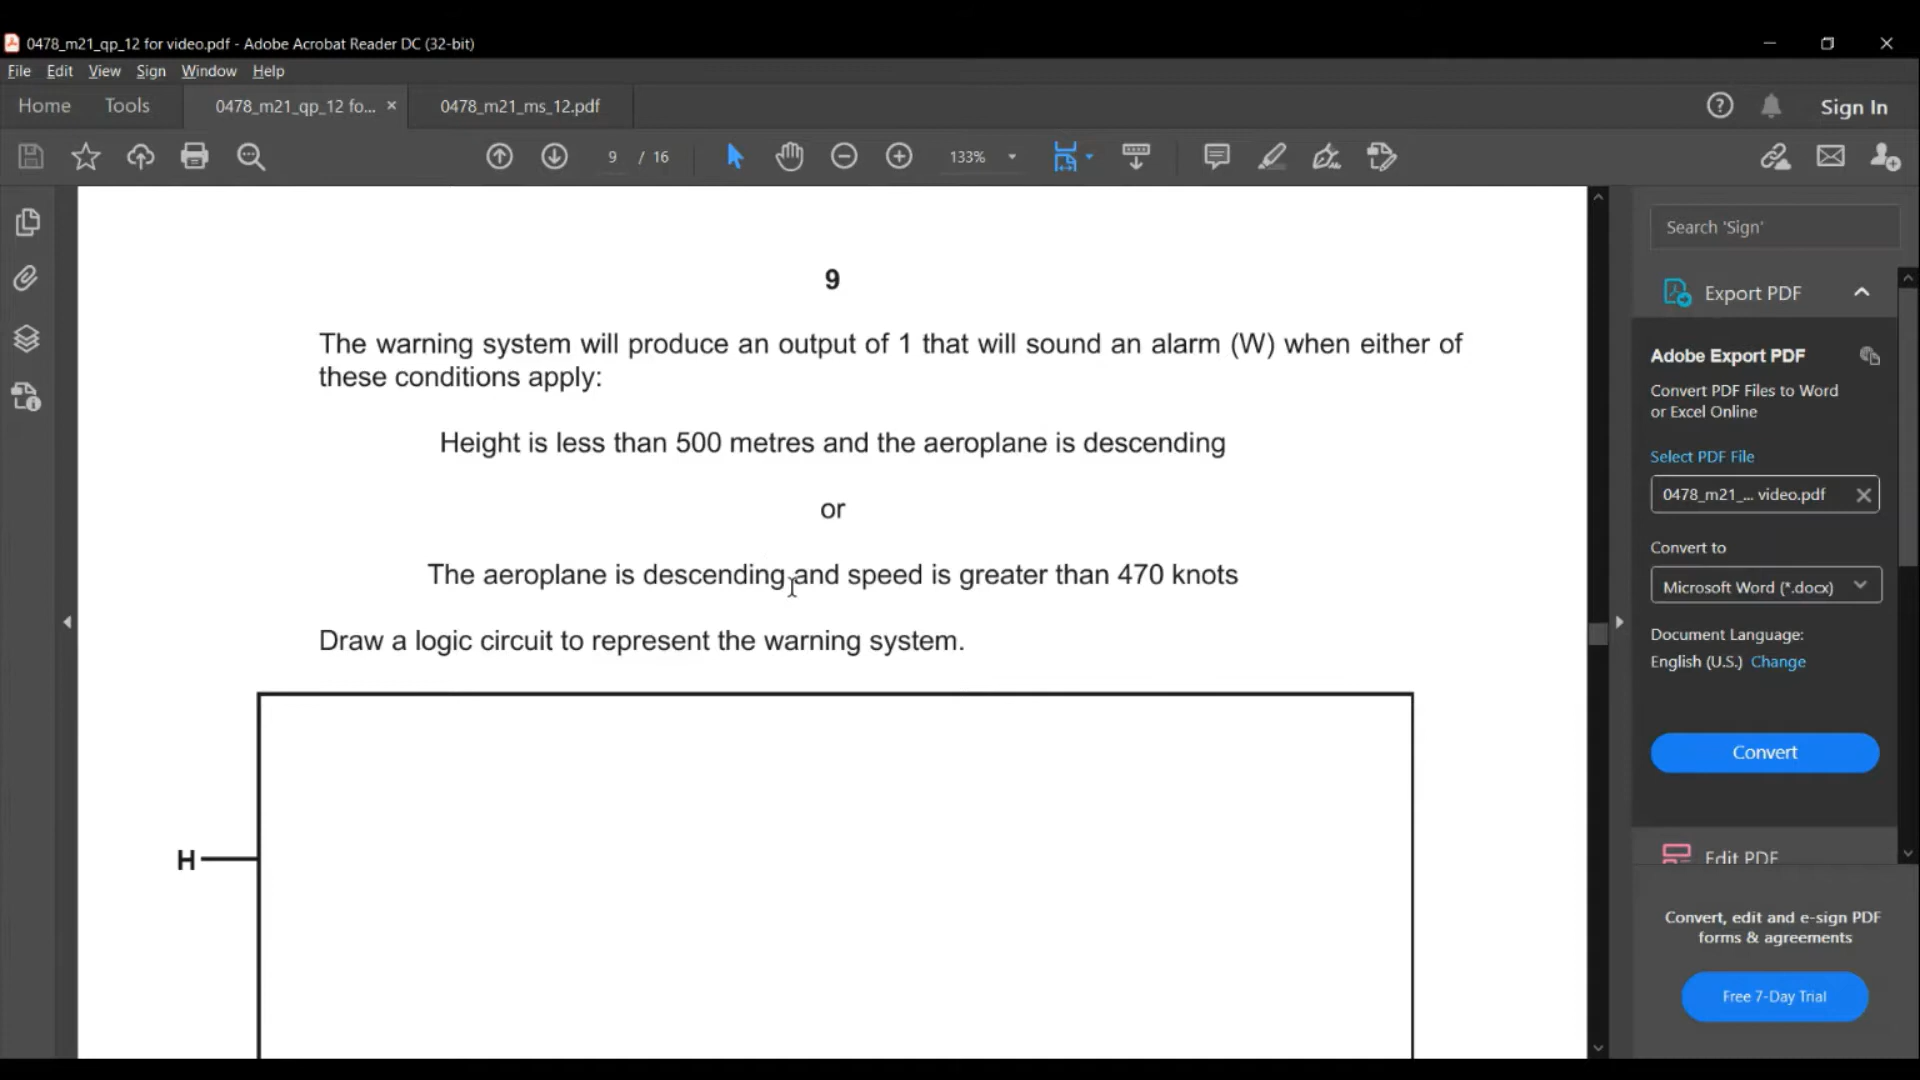 0478_m21_qp_12 for video.pdf - Adobe Acrobat Reader DC (32-bit)
File Edit View Sign Window Help
Home Tools 0478_m21_qp_12 fo... × 0478_m21_ms_12.pdf Sign In
9 / 16 133%
Search 'Sign'
Export PDF
Adobe Export PDF
Convert PDF Files to Word
or Excel Online
Select PDF File
0478_m21_... video.pdf
Convert to
Microsoft Word (*.docx)
Document Language:
English (U.S.) Change
Convert
Edit PDF
Convert, edit and e-sign PDF
forms & agreements
Free 7-Day Trial
9
The warning system will produce an output of 1 that will sound an alarm (W) when either of
these conditions apply:
Height is less than 500 metres and the aeroplane is descending
or
The aeroplane is descending and speed is greater than 470 knots
Draw a logic circuit to represent the warning system.
H